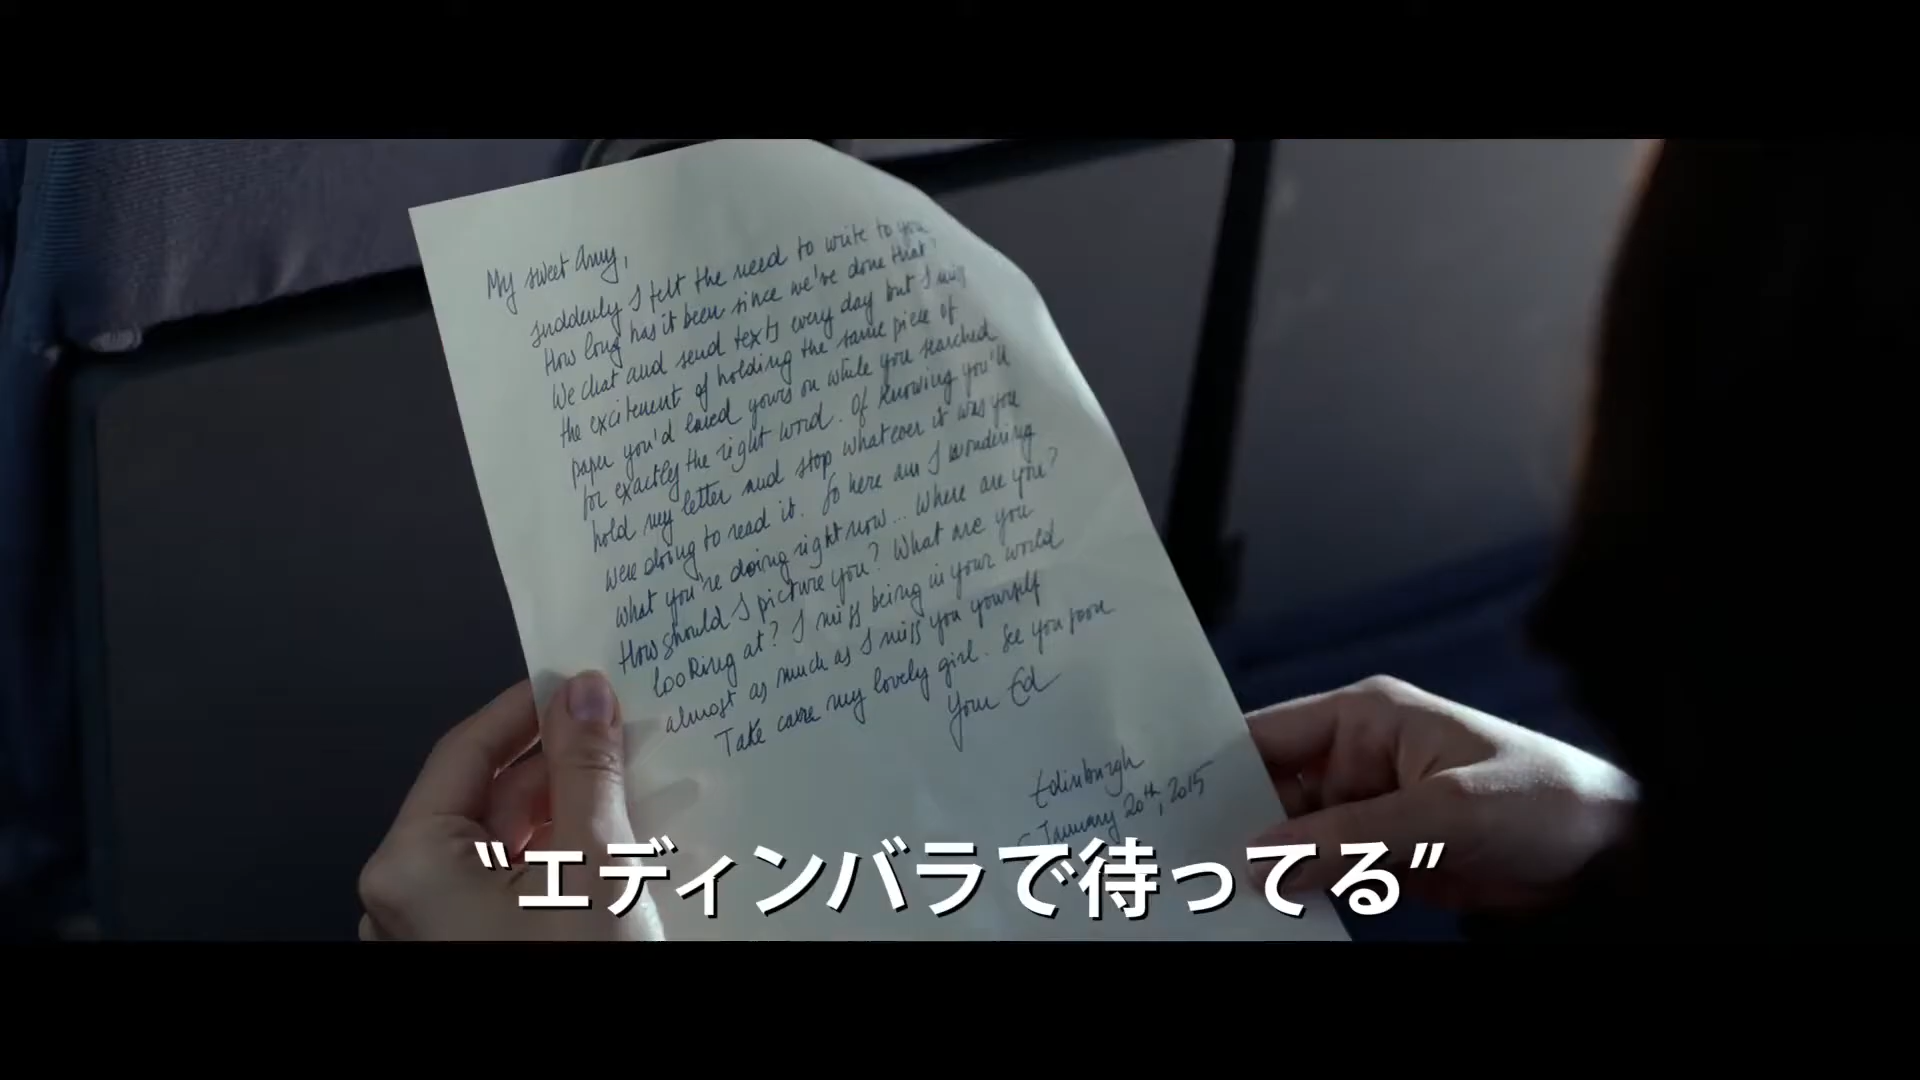 My sweet Amy,
suddenly I felt the need to write to you.
How long has it been since we've done that?
We chat and send texts every day but I miss
the excitement of holding the same piece of
paper you'd laid yours on while you searched
for exactly the right word. Of knowing you'll
hold my letter and stop whatever it was you
were doing to read it. So here am I wondering
what you're doing right now... Where are you?
How should I picture you? What are you
looking at? I miss being in your world
almost as much as I miss you yourself
Take care my lovely girl. See you soon
Your Ed
Edinburgh
January 20th, 2015
“エディンバラで待ってる”